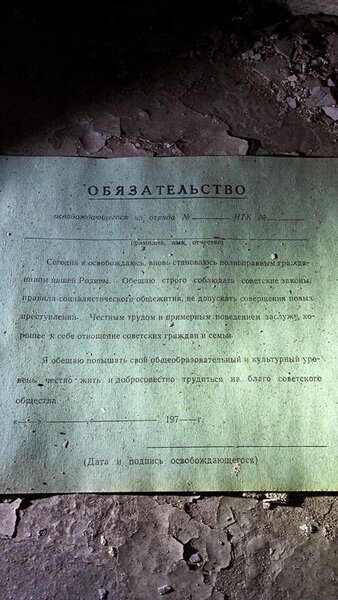 ОБЯЗАТЕЛЬСТВО
освобождающегося из отряда № ИТК №
(фамилия, имя, отчество)
Сегодня я освобождаюсь, вновь становлюсь полноправным гражда-
нином нашей Родины. Обещаю строго соблюдать советские законы,
правила социалистического общежития, не допускать совершения новых
преступлений. Честным трудом и примерным поведением заслужу хо-
рошее к себе отношение советских граждан и семьи.
Я обещаю повышать свой общеобразовательный и культурный уро-
вень, честно жить и добросовестно трудиться на благо советского
общества.
« » 197 г.
(Дата и подпись освобождающегося)